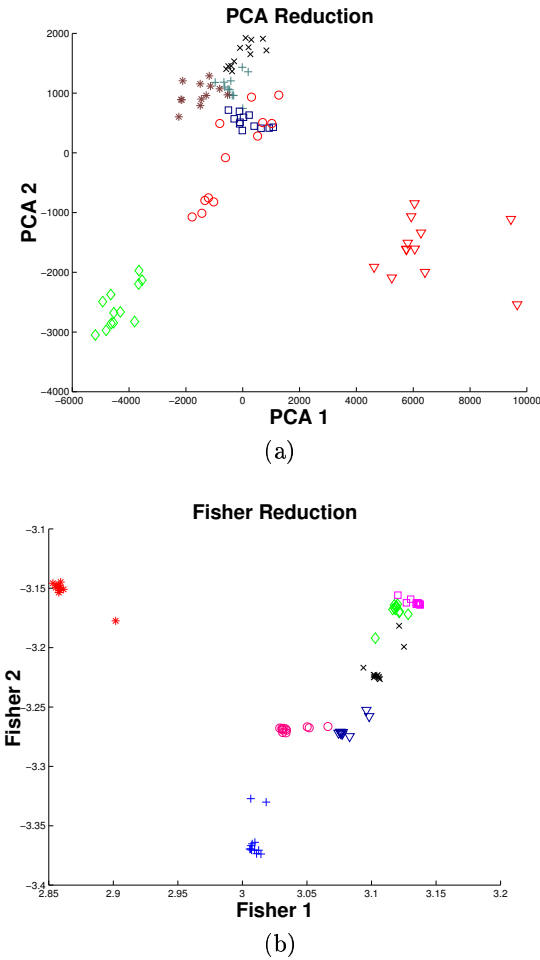 PCA Reduction
2000
1000
0
−1000
−2000
−3000
−4000
PCA 2
−6000 −4000 −2000 0 2000 4000 6000 8000 10000
PCA 1
(a)
Fisher Reduction
−3.1
−3.15
−3.2
−3.25
−3.3
−3.35
−3.4
Fisher 2
2.85 2.9 2.95 3 3.05 3.1 3.15 3.2
Fisher 1
(b)